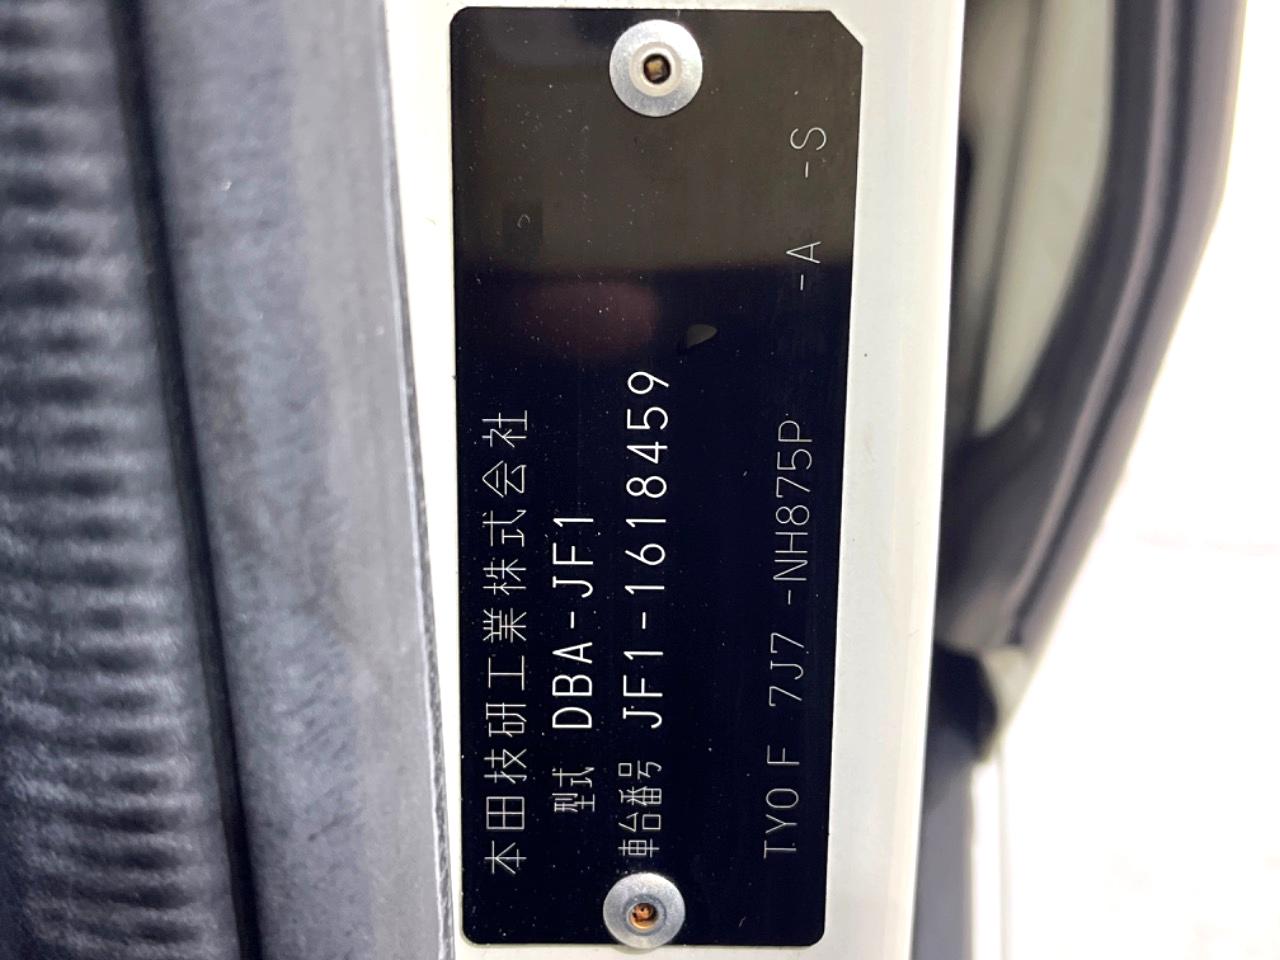 本田技研工業株式会社
型式 DBA-JF1
車台番号 JF1-1618459
TY0 F 7J7 -NH875P -A -S